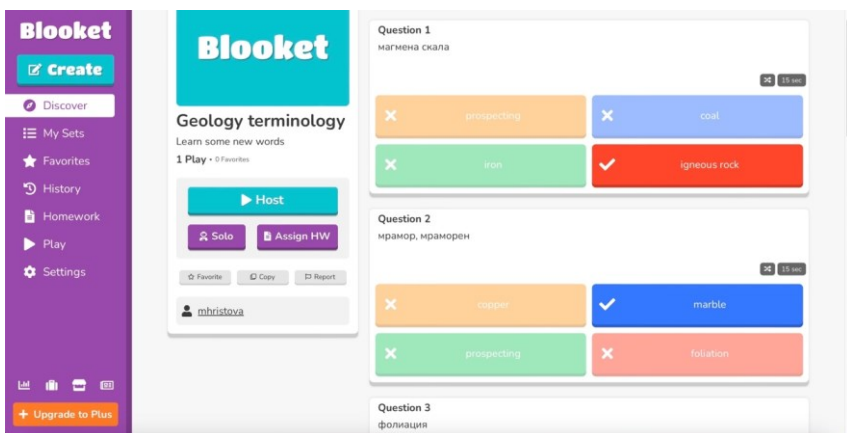 Blooket
Create
Discover
My Sets
Favorites
History
Homework
Play
Settings
Upgrade to Plus
Blooket
Geology terminology
Learn some new words
1 Play • 0 Favorites
Host
Solo
Assign HW
Favorite
Copy
Report
mhristova
Question 1
магмена скала
15 sec
prospecting
coal
iron
igneous rock
Question 2
мрамор, мраморен
15 sec
copper
marble
prospecting
foliation
Question 3
фолиация